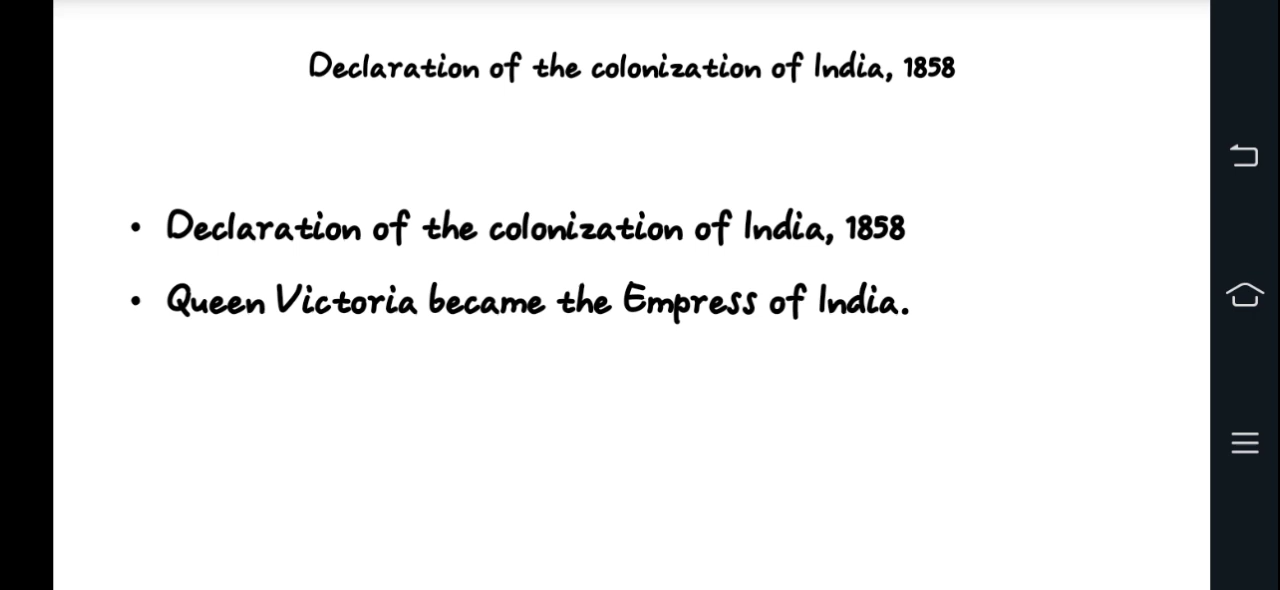 Declaration of the colonization of India, 1858
• Declaration of the colonization of India, 1858
• Queen Victoria became the Empress of India.